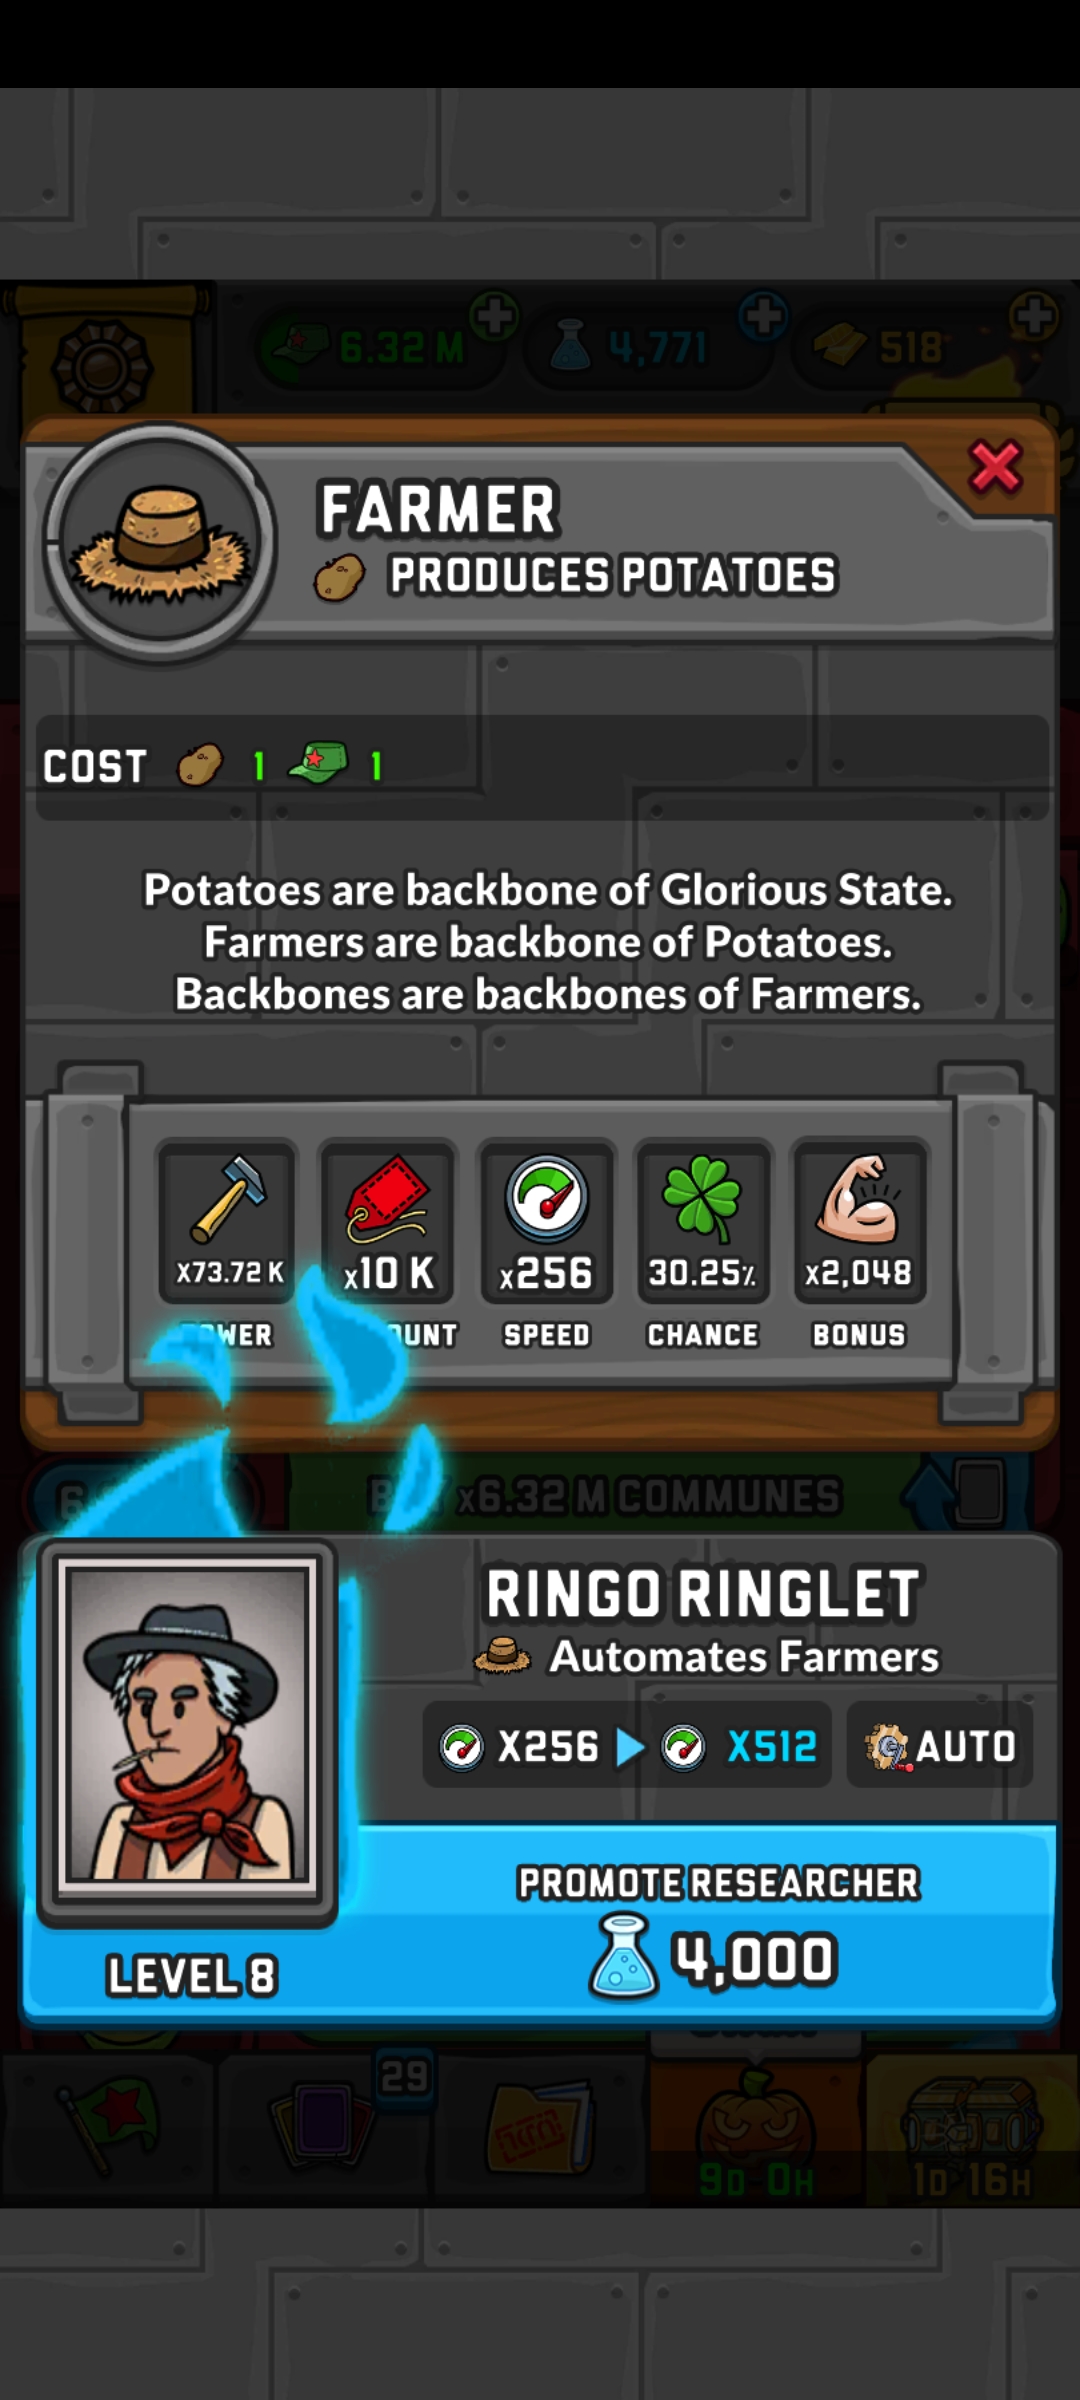 6.32 M
4,771
518
FARMER
PRODUCES POTATOES
COST 1 1
Potatoes are backbone of Glorious State.
Farmers are backbone of Potatoes.
Backbones are backbones of Farmers.
X73.72 K
x10 K
x256
30.25%
x2,048
SPEED
CHANCE
BONUS
x6.32 M COMMUNES
RINGO RINGLET
Automates Farmers
X256
X512
AUTO
PROMOTE RESEARCHER
4,000
LEVEL 8
29
9D 0H
1D 16H